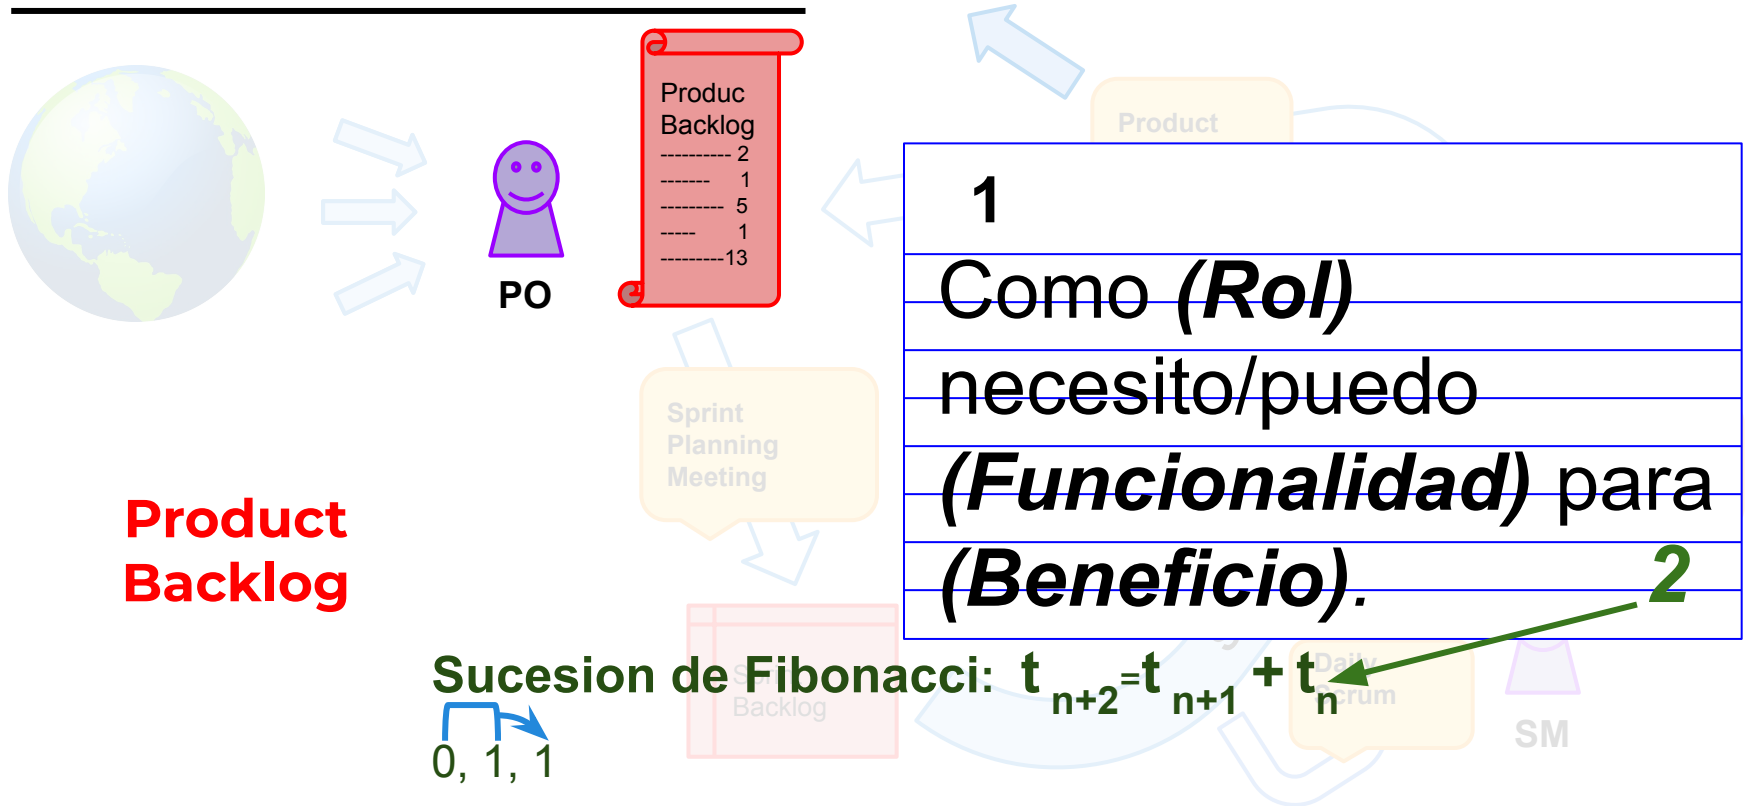 Produc
Backlog
---------- 2
------- 1
--------- 5
----- 1
---------13
PO
Product
1
Como (Rol)
necesito/puedo
(Funcionalidad) para
(Beneficio).
2
Sprint
Planning
Meeting
Product
Backlog
Sucesion de Fibonacci: t n+2=t n+1 + t n
0, 1, 1
Backlog
Daily
Scrum
SM